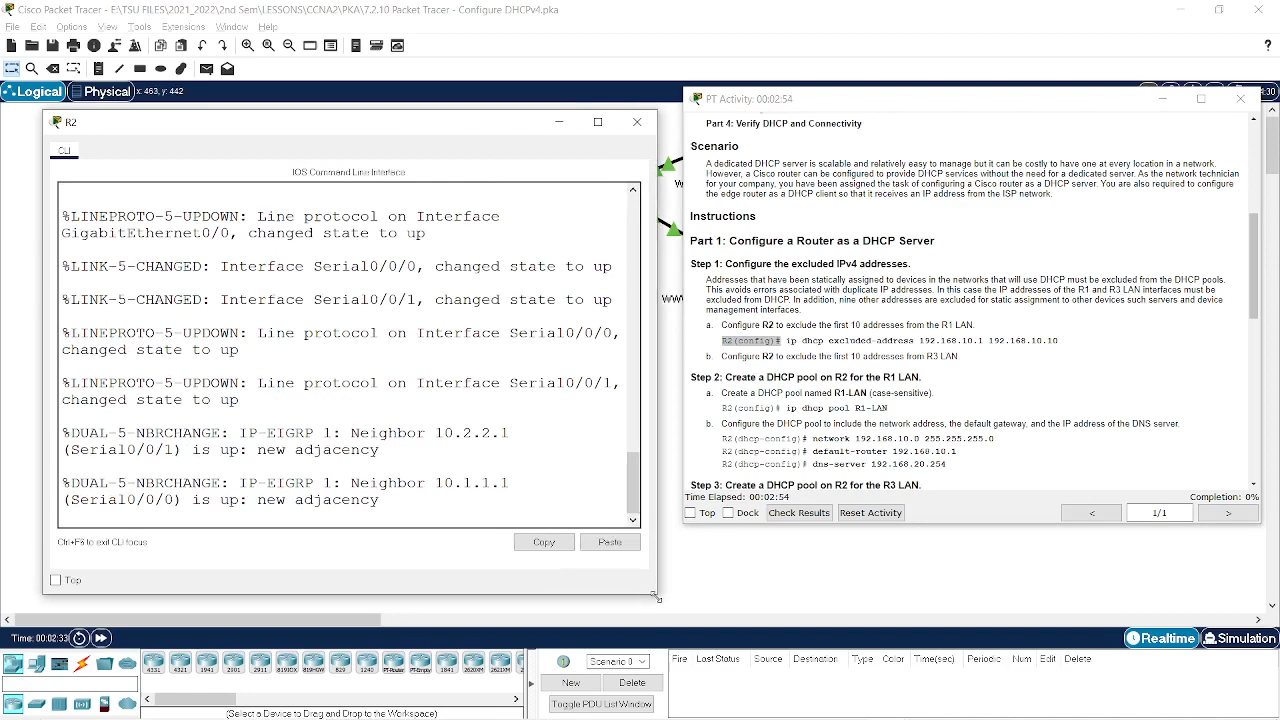 Cisco Packet Tracer - E:\TSU FILES\2021_2022\2nd Sem\LESSONS\CCNA2\PKA\7.2.10 Packet Tracer - Configure DHCPv4.pka
File Edit Options View Tools Extensions Window Help
Logical Physical x: 463, y: 442
PT Activity: 00:02:54
:30
R2
CLI
IOS Command Line Interface
%LINEPROTO-5-UPDOWN: Line protocol on Interface
GigabitEthernet0/0, changed state to up
%LINK-5-CHANGED: Interface Serial0/0/0, changed state to up
%LINK-5-CHANGED: Interface Serial0/0/1, changed state to up
%LINEPROTO-5-UPDOWN: Line protocol on Interface Serial0/0/0,
changed state to up
%LINEPROTO-5-UPDOWN: Line protocol on Interface Serial0/0/1,
changed state to up
%DUAL-5-NBRCHANGE: IP-EIGRP 1: Neighbor 10.2.2.1
(Serial0/0/1) is up: new adjacency
%DUAL-5-NBRCHANGE: IP-EIGRP 1: Neighbor 10.1.1.1
(Serial0/0/0) is up: new adjacency
Ctrl+F6 to exit CLI focus
Copy Paste
Top
Part 4: Verify DHCP and Connectivity
Scenario
A dedicated DHCP server is scalable and relatively easy to manage but it can be costly to have one at every location in a network.
However, a Cisco router can be configured to provide DHCP services without the need for a dedicated server. As the network technician
for your company, you have been assigned the task of configuring a Cisco router as a DHCP server. You are also required to configure
the edge router as a DHCP client so that it receives an IP address from the ISP network.
Instructions
Part 1: Configure a Router as a DHCP Server
Step 1: Configure the excluded IPv4 addresses.
Addresses that have been statically assigned to devices in the networks that will use DHCP must be excluded from the DHCP pools.
This avoids errors associated with duplicate IP addresses. In this case the IP addresses of the R1 and R3 LAN interfaces must be
excluded from DHCP. In addition, nine other addresses are excluded for static assignment to other devices such servers and device
management interfaces.
a. Configure R2 to exclude the first 10 addresses from the R1 LAN.
R2(config)# ip dhcp excluded-address 192.168.10.1 192.168.10.10
b. Configure R2 to exclude the first 10 addresses from R3 LAN
Step 2: Create a DHCP pool on R2 for the R1 LAN.
a. Create a DHCP pool named R1-LAN (case-sensitive).
R2(config)# ip dhcp pool R1-LAN
b. Configure the DHCP pool to include the network address, the default gateway, and the IP address of the DNS server.
R2(dhcp-config)# network 192.168.10.0 255.255.255.0
R2(dhcp-config)# default-router 192.168.10.1
R2(dhcp-config)# dns-server 192.168.20.254
Step 3: Create a DHCP pool on R2 for the R3 LAN.
Time Elapsed: 00:02:54 Completion: 0%
Top Dock Check Results Reset Activity < 1/1 >
Time: 00:02:33 Realtime Simulation
4331 4321 1941 2901 2911 819IOX 819HGW 829 1240 PT-Router PT-Empty 1841 2620XM 2621XM
(Select a Device to Drag and Drop to the Workspace)
Scenario 0
New Delete
Toggle PDU List Window
Fire Last Status Source Destination Type Color Time(sec) Periodic Num Edit Delete